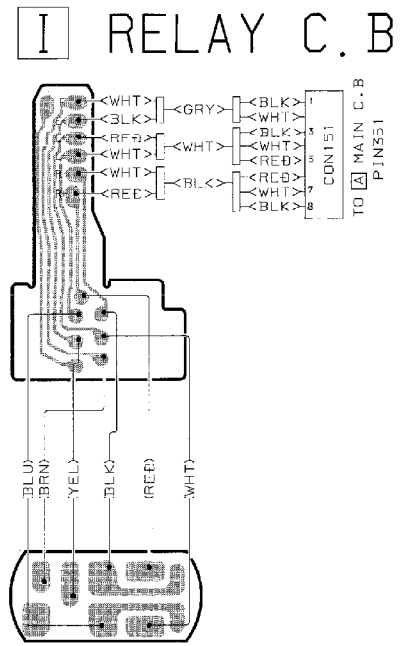 I RELAY C.B
<WHT>
<BLK>
<RED>
<WHT>
<WHT>
<RED>
<GRY>
<WHT>
<BLK>
<BLK> 1
<WHT>
<BLK> 3
<WHT>
<RED> 5
<RED>
<WHT> 7
<BLK> 8
CON151
TO A MAIN C.B
PIN351
(BLU)
(BRN)
(YEL)
(BLK)
(RED)
(WHT)